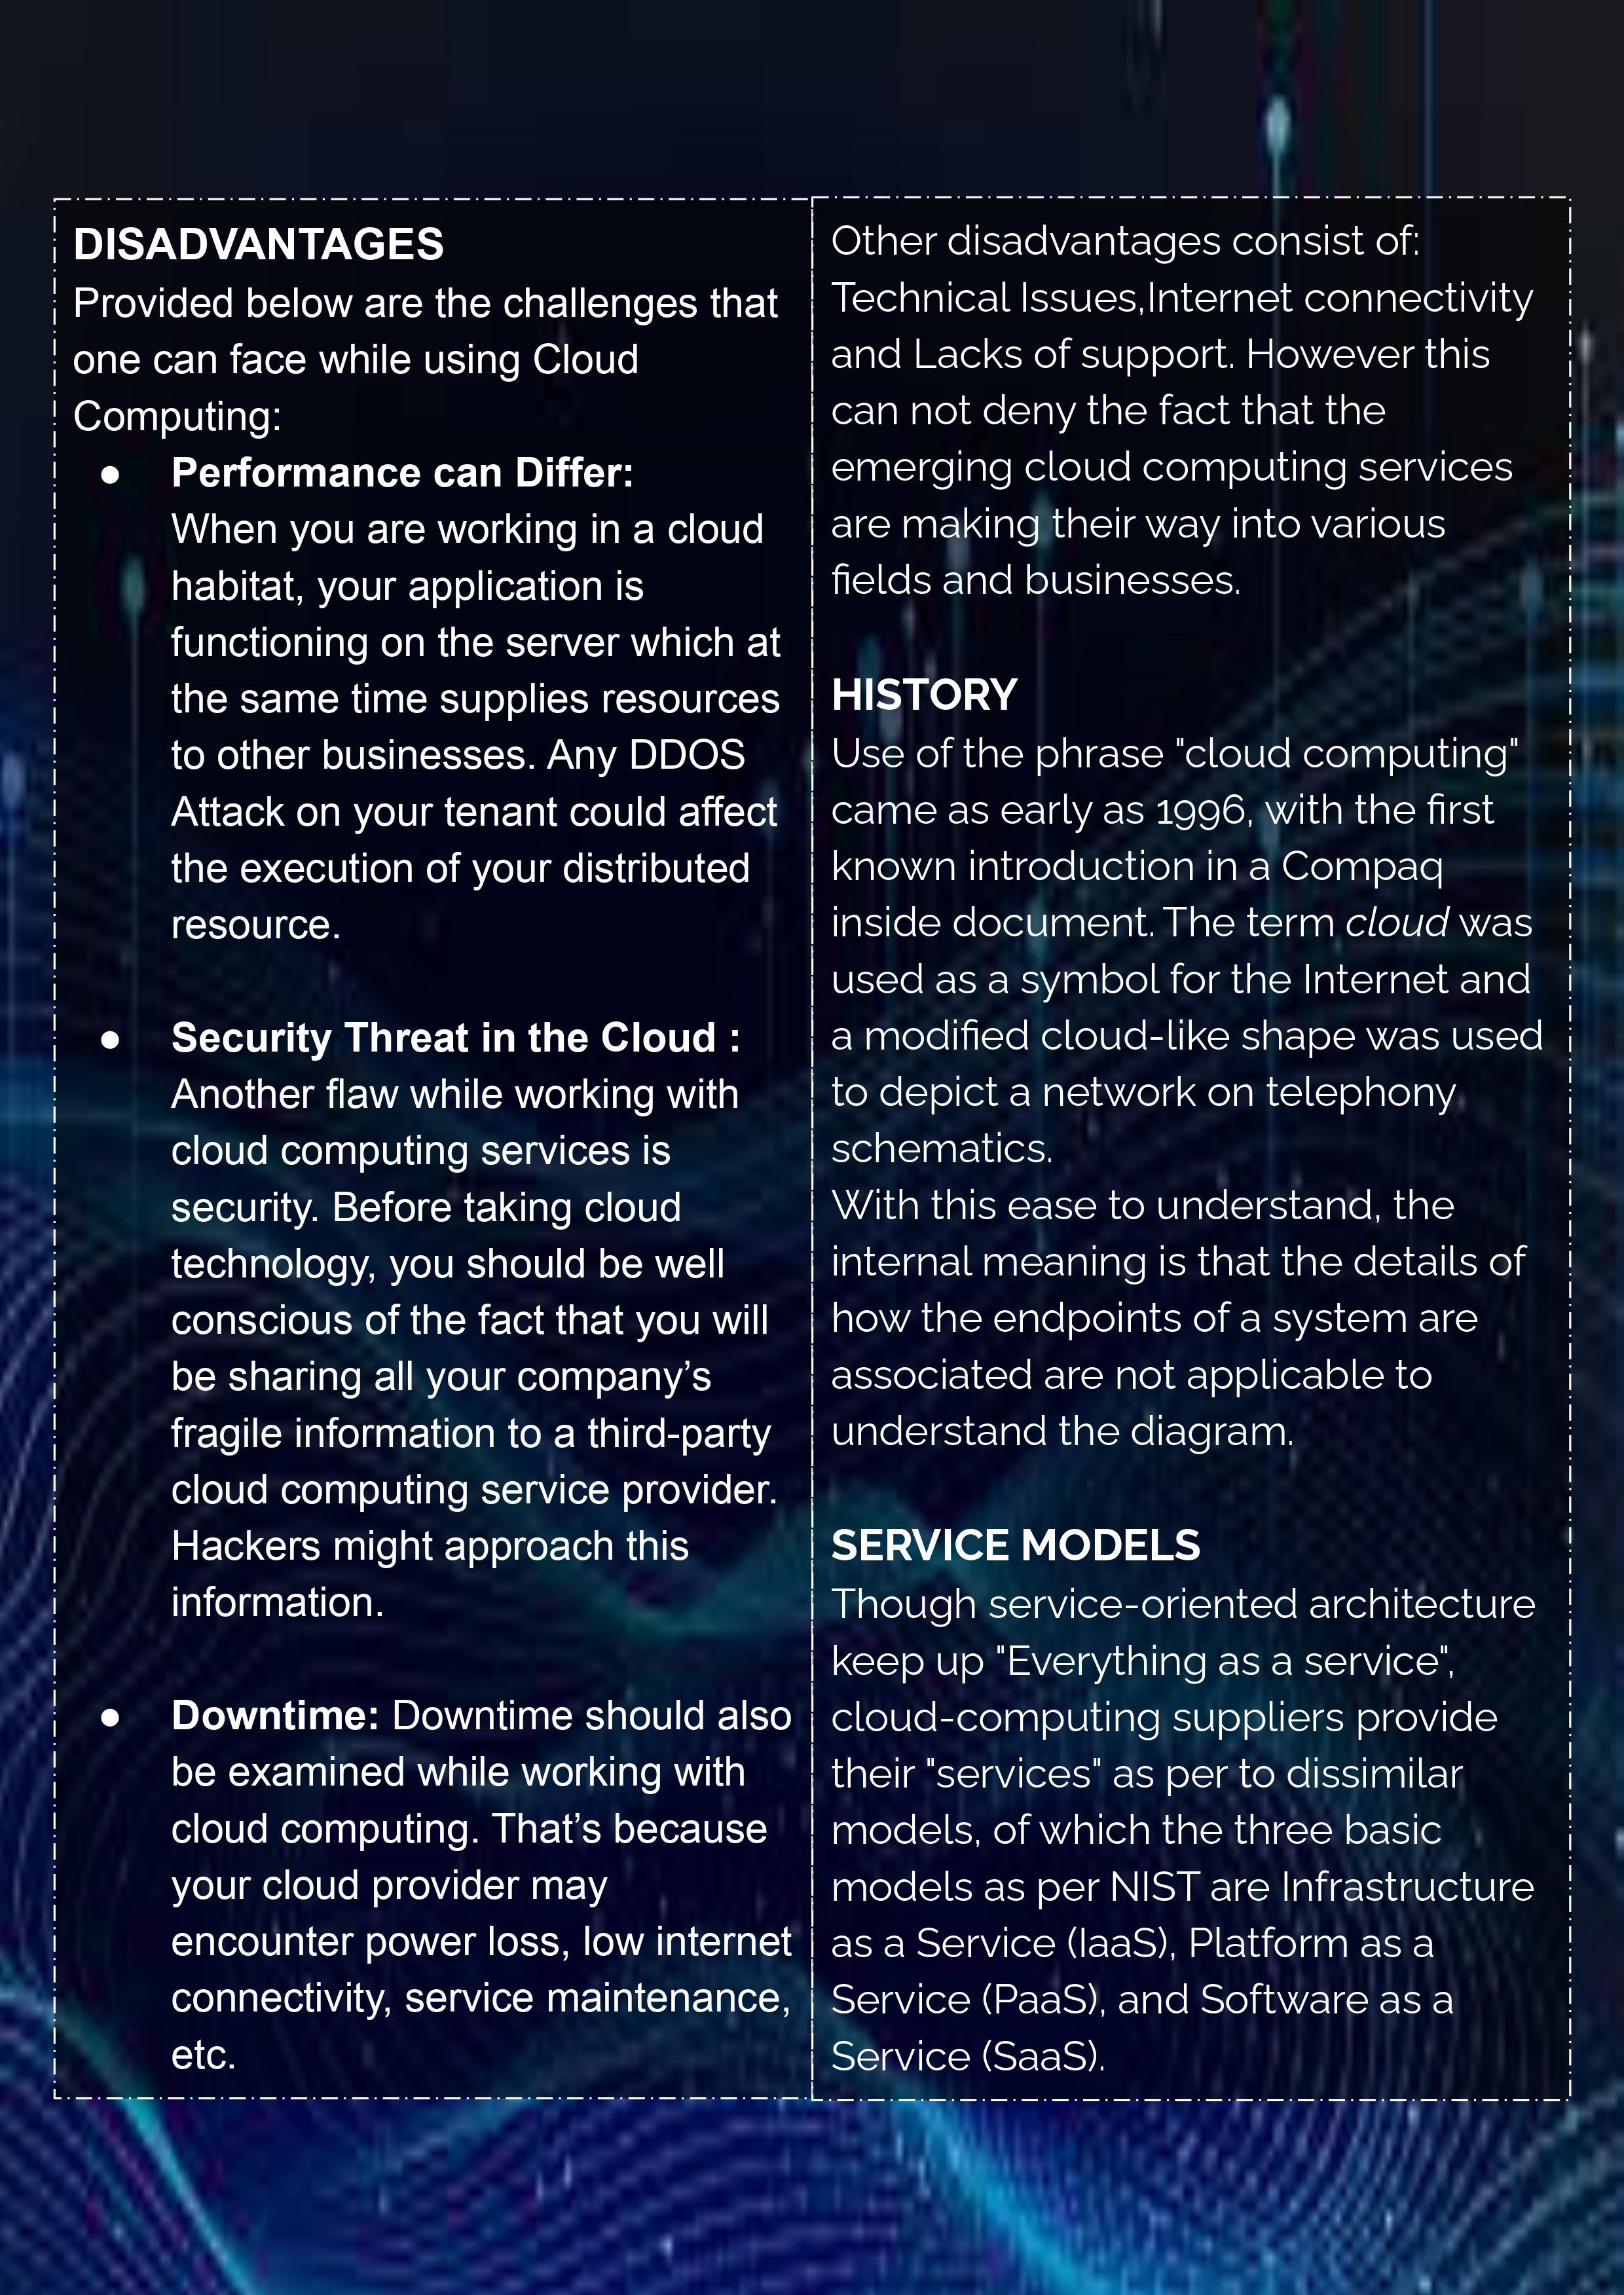 DISADVANTAGES
Provided below are the challenges that
one can face while using Cloud
Computing:
● Performance can Differ:
When you are working in a cloud
habitat, your application is
functioning on the server which at
the same time supplies resources
to other businesses. Any DDOS
Attack on your tenant could affect
the execution of your distributed
resource.
● Security Threat in the Cloud :
Another flaw while working with
cloud computing services is
security. Before taking cloud
technology, you should be well
conscious of the fact that you will
be sharing all your company’s
fragile information to a third-party
cloud computing service provider.
Hackers might approach this
information.
● Downtime: Downtime should also
be examined while working with
cloud computing. That’s because
your cloud provider may
encounter power loss, low internet
connectivity, service maintenance,
etc.
Other disadvantages consist of:
Technical Issues,Internet connectivity
and Lacks of support. However this
can not deny the fact that the
emerging cloud computing services
are making their way into various
fields and businesses.
HISTORY
Use of the phrase "cloud computing"
came as early as 1996, with the first
known introduction in a Compaq
inside document. The term cloud was
used as a symbol for the Internet and
a modified cloud-like shape was used
to depict a network on telephony
schematics.
With this ease to understand, the
internal meaning is that the details of
how the endpoints of a system are
associated are not applicable to
understand the diagram.
SERVICE MODELS
Though service-oriented architecture
keep up "Everything as a service",
cloud-computing suppliers provide
their "services" as per to dissimilar
models, of which the three basic
models as per NIST are Infrastructure
as a Service (IaaS), Platform as a
Service (PaaS), and Software as a
Service (SaaS).